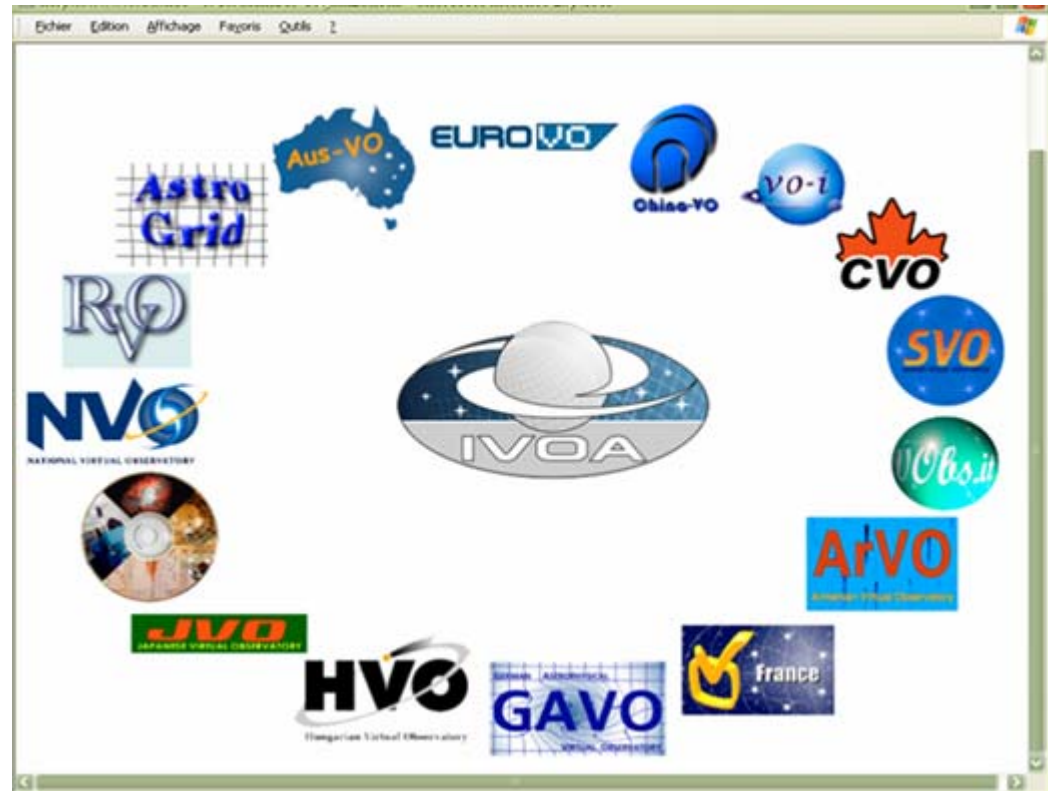 Fichier Edition Affichage Favoris Outils ?
Aus-VO
EURO VO
China-VO
vo-i
Astro
Grid
CVO
RVO
SVO
NVO
NATIONAL VIRTUAL OBSERVATORY
IVOA
VObs.it
ArVO
Armenian Virtual Observatory
JVO
JAPANESE VIRTUAL OBSERVATORY
HVO
Hungarian Virtual Observatory
France
GERMAN ASTROPHYSICAL
GAVO
VIRTUAL OBSERVATORY